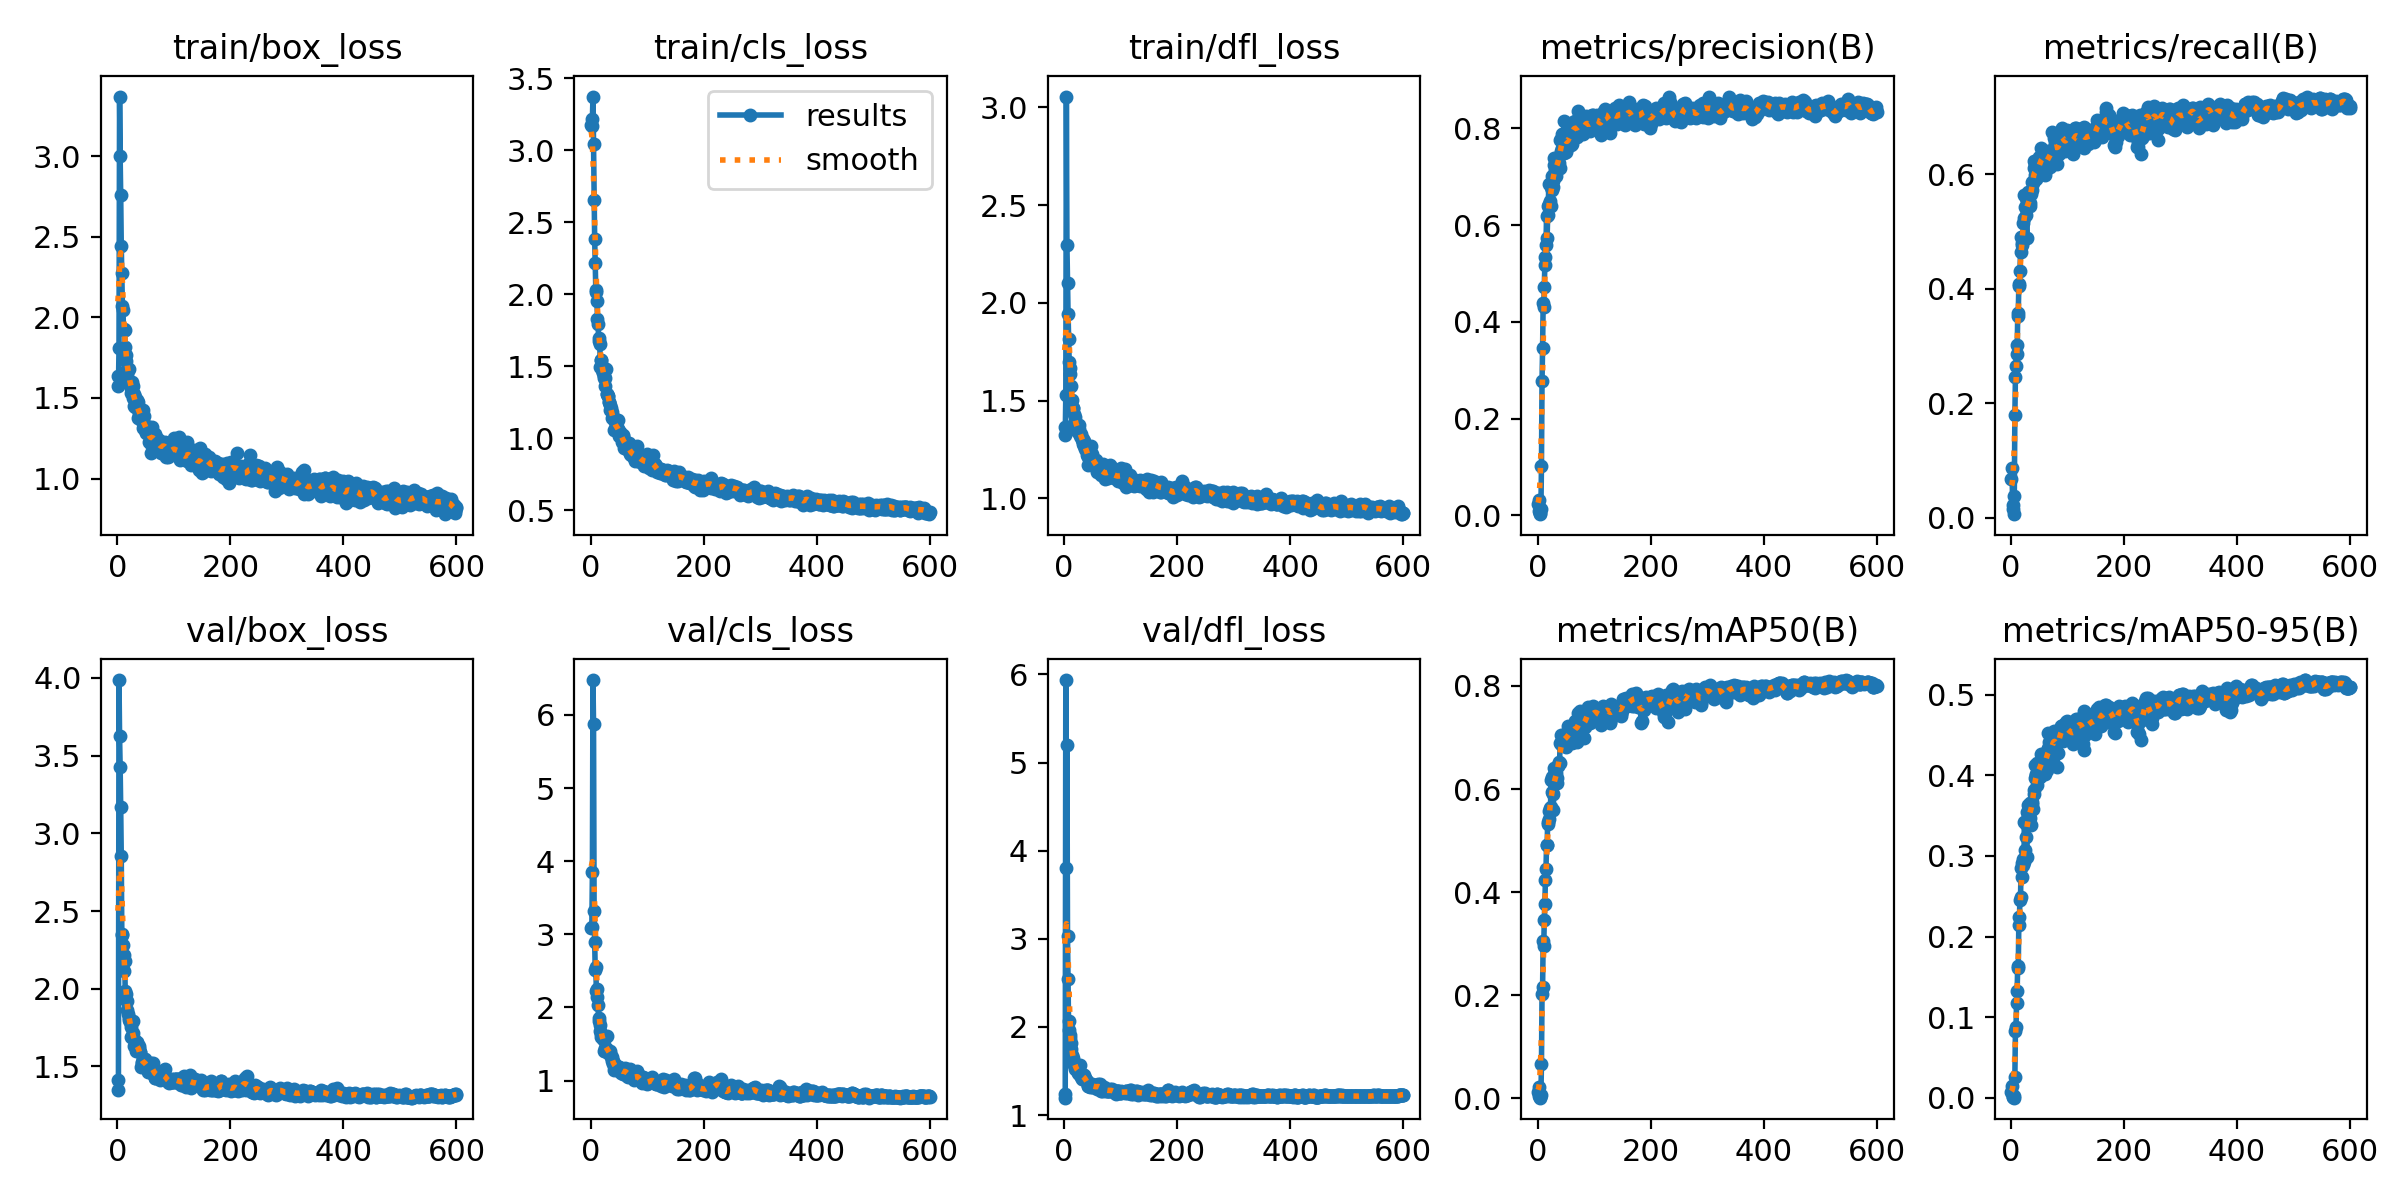 train/box_loss
train/cls_loss
train/dfl_loss
metrics/precision(B)
metrics/recall(B)
3.0
2.5
2.0
1.5
1.0
0 200 400 600
3.5
3.0
2.5
2.0
1.5
1.0
0.5
results
smooth
0 200 400 600
3.0
2.5
2.0
1.5
1.0
0 200 400 600
0.8
0.6
0.4
0.2
0.0
0 200 400 600
0.6
0.4
0.2
0.0
0 200 400 600
val/box_loss
val/cls_loss
val/dfl_loss
metrics/mAP50(B)
metrics/mAP50-95(B)
4.0
3.5
3.0
2.5
2.0
1.5
0 200 400 600
6
5
4
3
2
1
0 200 400 600
6
5
4
3
2
1
0 200 400 600
0.8
0.6
0.4
0.2
0.0
0 200 400 600
0.5
0.4
0.3
0.2
0.1
0.0
0 200 400 600